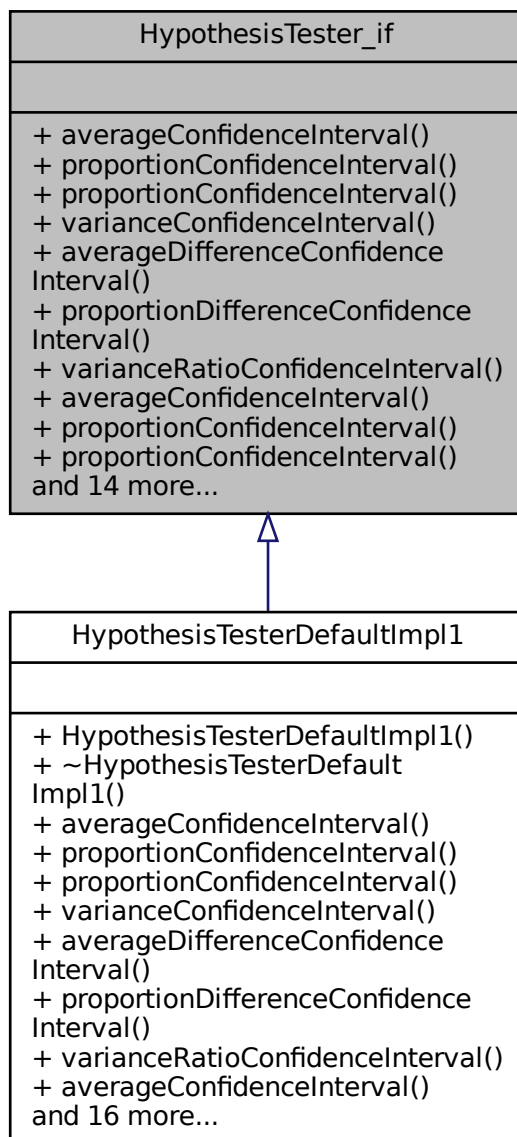 HypothesisTester_if
+ averageConfidenceInterval()
+ proportionConfidenceInterval()
+ proportionConfidenceInterval()
+ varianceConfidenceInterval()
+ averageDifferenceConfidence
Interval()
+ proportionDifferenceConfidence
Interval()
+ varianceRatioConfidenceInterval()
+ averageConfidenceInterval()
+ proportionConfidenceInterval()
+ proportionConfidenceInterval()
and 14 more...
HypothesisTesterDefaultImpl1
+ HypothesisTesterDefaultImpl1()
+ ~HypothesisTesterDefault
Impl1()
+ averageConfidenceInterval()
+ proportionConfidenceInterval()
+ proportionConfidenceInterval()
+ varianceConfidenceInterval()
+ averageDifferenceConfidence
Interval()
+ proportionDifferenceConfidence
Interval()
+ varianceRatioConfidenceInterval()
+ averageConfidenceInterval()
and 16 more...